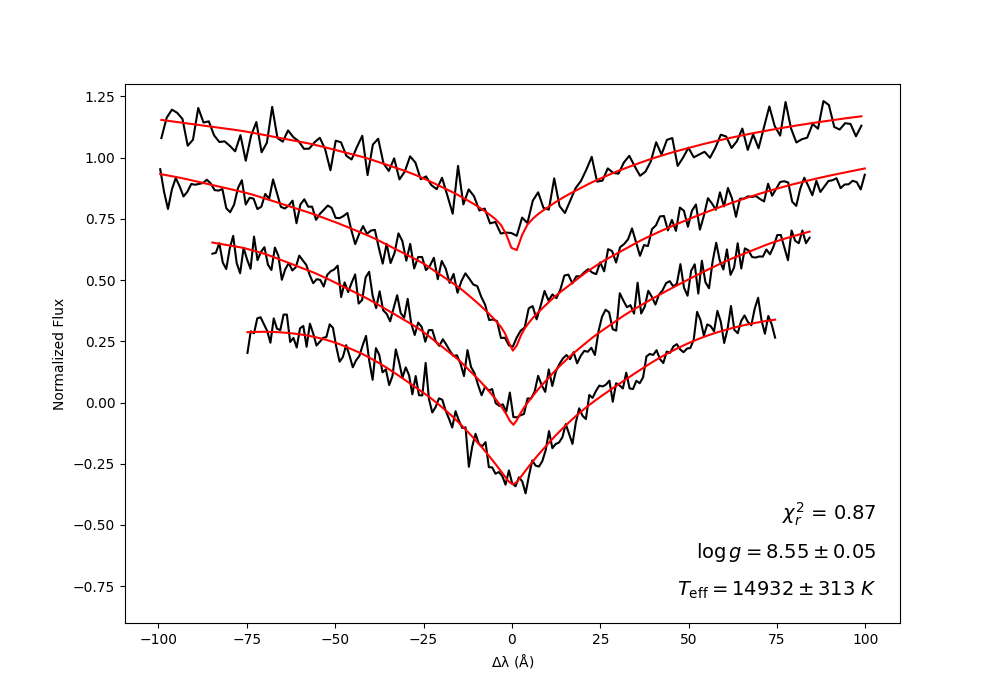 1.25
1.00
0.75
0.50
0.25
0.00
−0.25
−0.50
−0.75
Normalized Flux
χ²ᵣ = 0.87
log g = 8.55 ± 0.05
T_eff = 14932 ± 313 K
−100 −75 −50 −25 0 25 50 75 100
Δλ (Å)